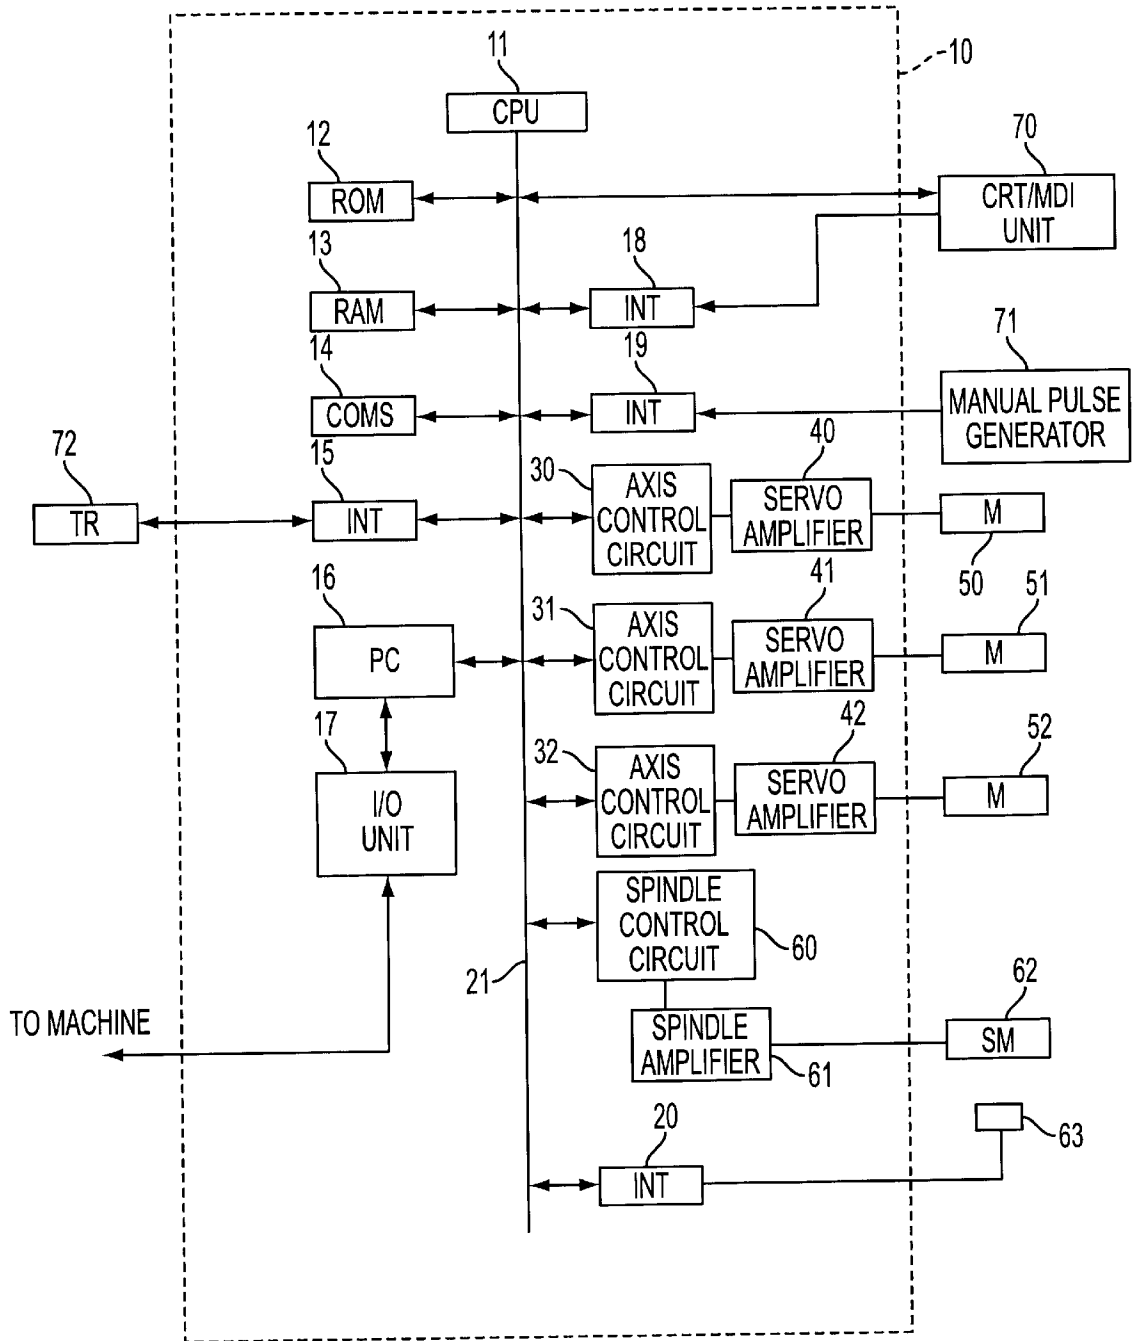 11
CPU
10
12
ROM
70
CRT/MDI
UNIT
13
RAM
18
INT
14
COMS
19
INT
71
MANUAL PULSE
GENERATOR
72
TR
15
INT
30
AXIS
CONTROL
CIRCUIT
40
SERVO
AMPLIFIER
M
50
16
PC
31
AXIS
CONTROL
CIRCUIT
41
SERVO
AMPLIFIER
51
M
17
I/O
UNIT
32
AXIS
CONTROL
CIRCUIT
42
SERVO
AMPLIFIER
52
M
SPINDLE
CONTROL
CIRCUIT
60
21
TO MACHINE
SPINDLE
AMPLIFIER
61
62
SM
20
INT
63